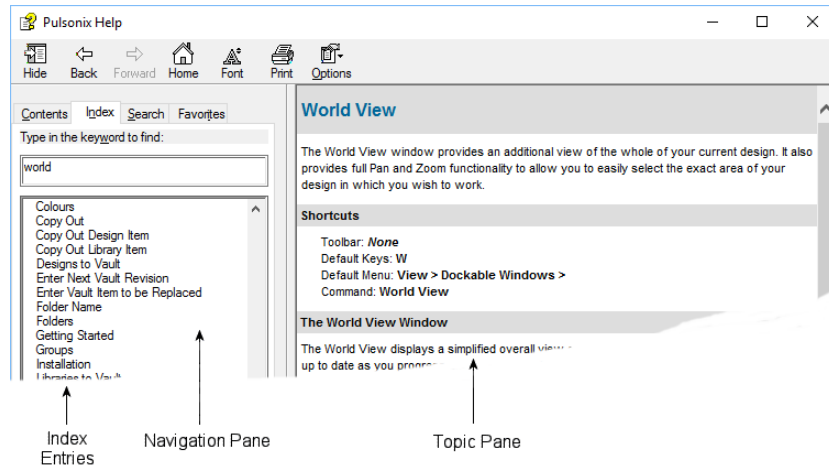 Pulsonix Help
Hide Back Forward Home Font Print Options
Contents Index Search Favorites
Type in the keyword to find:
world
Colours
Copy Out
Copy Out Design Item
Copy Out Library Item
Designs to Vault
Enter Next Vault Revision
Enter Vault Item to be Replaced
Folder Name
Folders
Getting Started
Groups
Installation
Libraries to Vault
World View
The World View window provides an additional view of the whole of your current design. It also
provides full Pan and Zoom functionality to allow you to easily select the exact area of your
design in which you wish to work.
Shortcuts
Toolbar: None
Default Keys: W
Default Menu: View > Dockable Windows >
Command: World View
The World View Window
The World View displays a simplified overall view
up to date as you
Index
Entries
Navigation Pane
Topic Pane